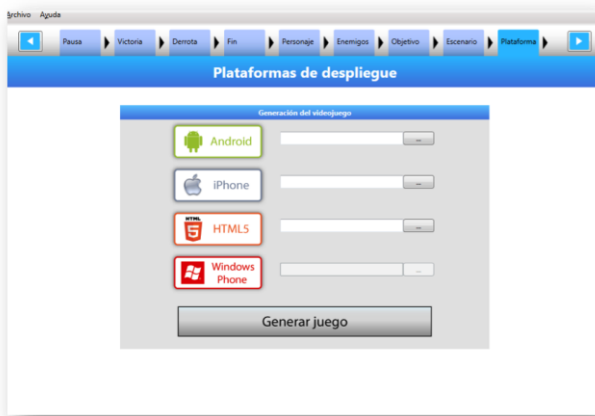 Archivo Ayuda
Pausa Victoria Derrota Fin Personaje Enemigos Objetivo Escenario Plataforma
Plataformas de despliegue
Generación del videojuego
Android ...
iPhone ...
HTML
5 HTML5 ...
Windows
Phone ...
Generar juego